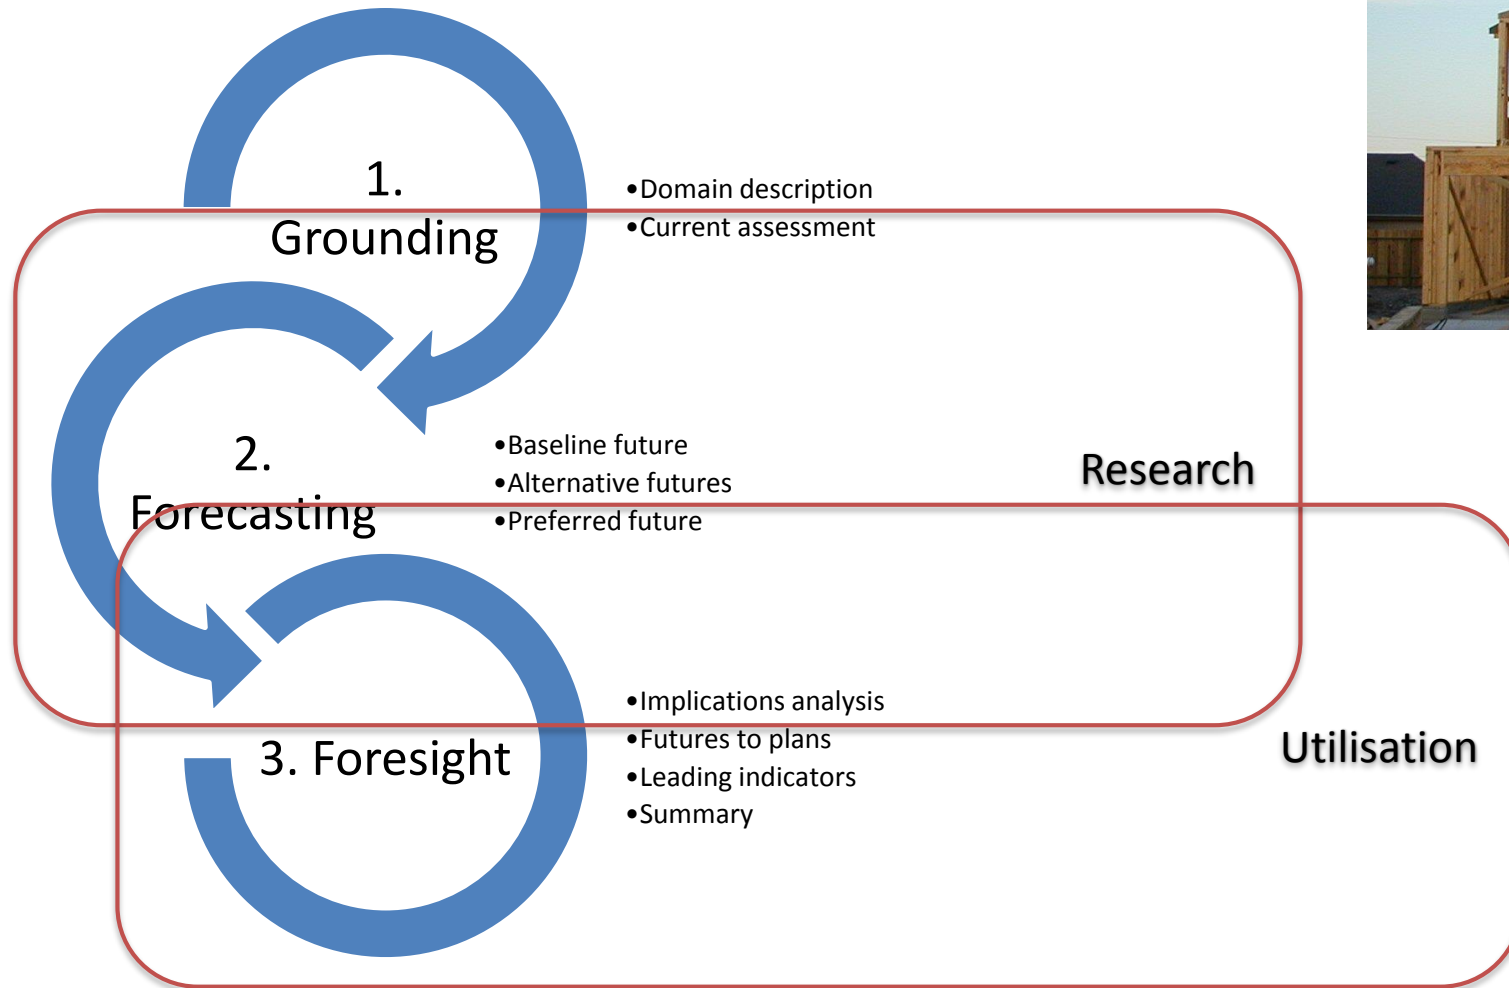 1.
Grounding
•Domain description
•Current assessment
2.
Forecasting
•Baseline future
•Alternative futures
•Preferred future
Research
3. Foresight
•Implications analysis
•Futures to plans
•Leading indicators
•Summary
Utilisation